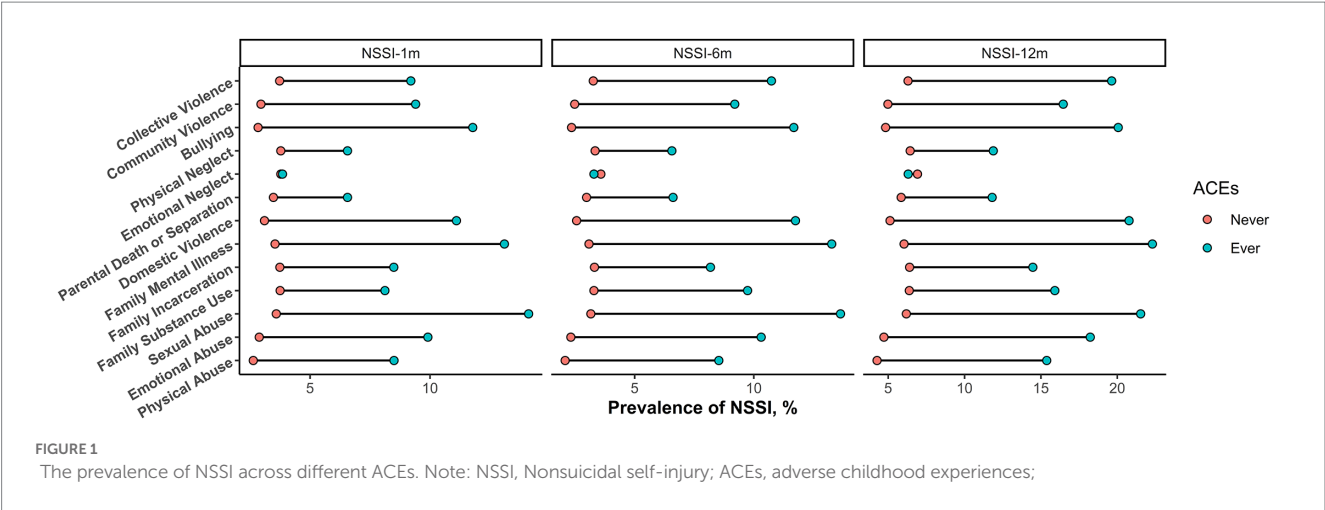 NSSI-1m NSSI-6m NSSI-12m
Collective Violence
Community Violence
Bullying
Physical Neglect
Emotional Neglect
Parental Death or Separation
Domestic Violence
Family Mental Illness
Family Incarceration
Family Substance Use
Sexual Abuse
Emotional Abuse
Physical Abuse
5 10 5 10 5 10 15 20
Prevalence of NSSI, %
ACEs
Never
Ever
FIGURE 1
The prevalence of NSSI across different ACEs. Note: NSSI, Nonsuicidal self-injury; ACEs, adverse childhood experiences;